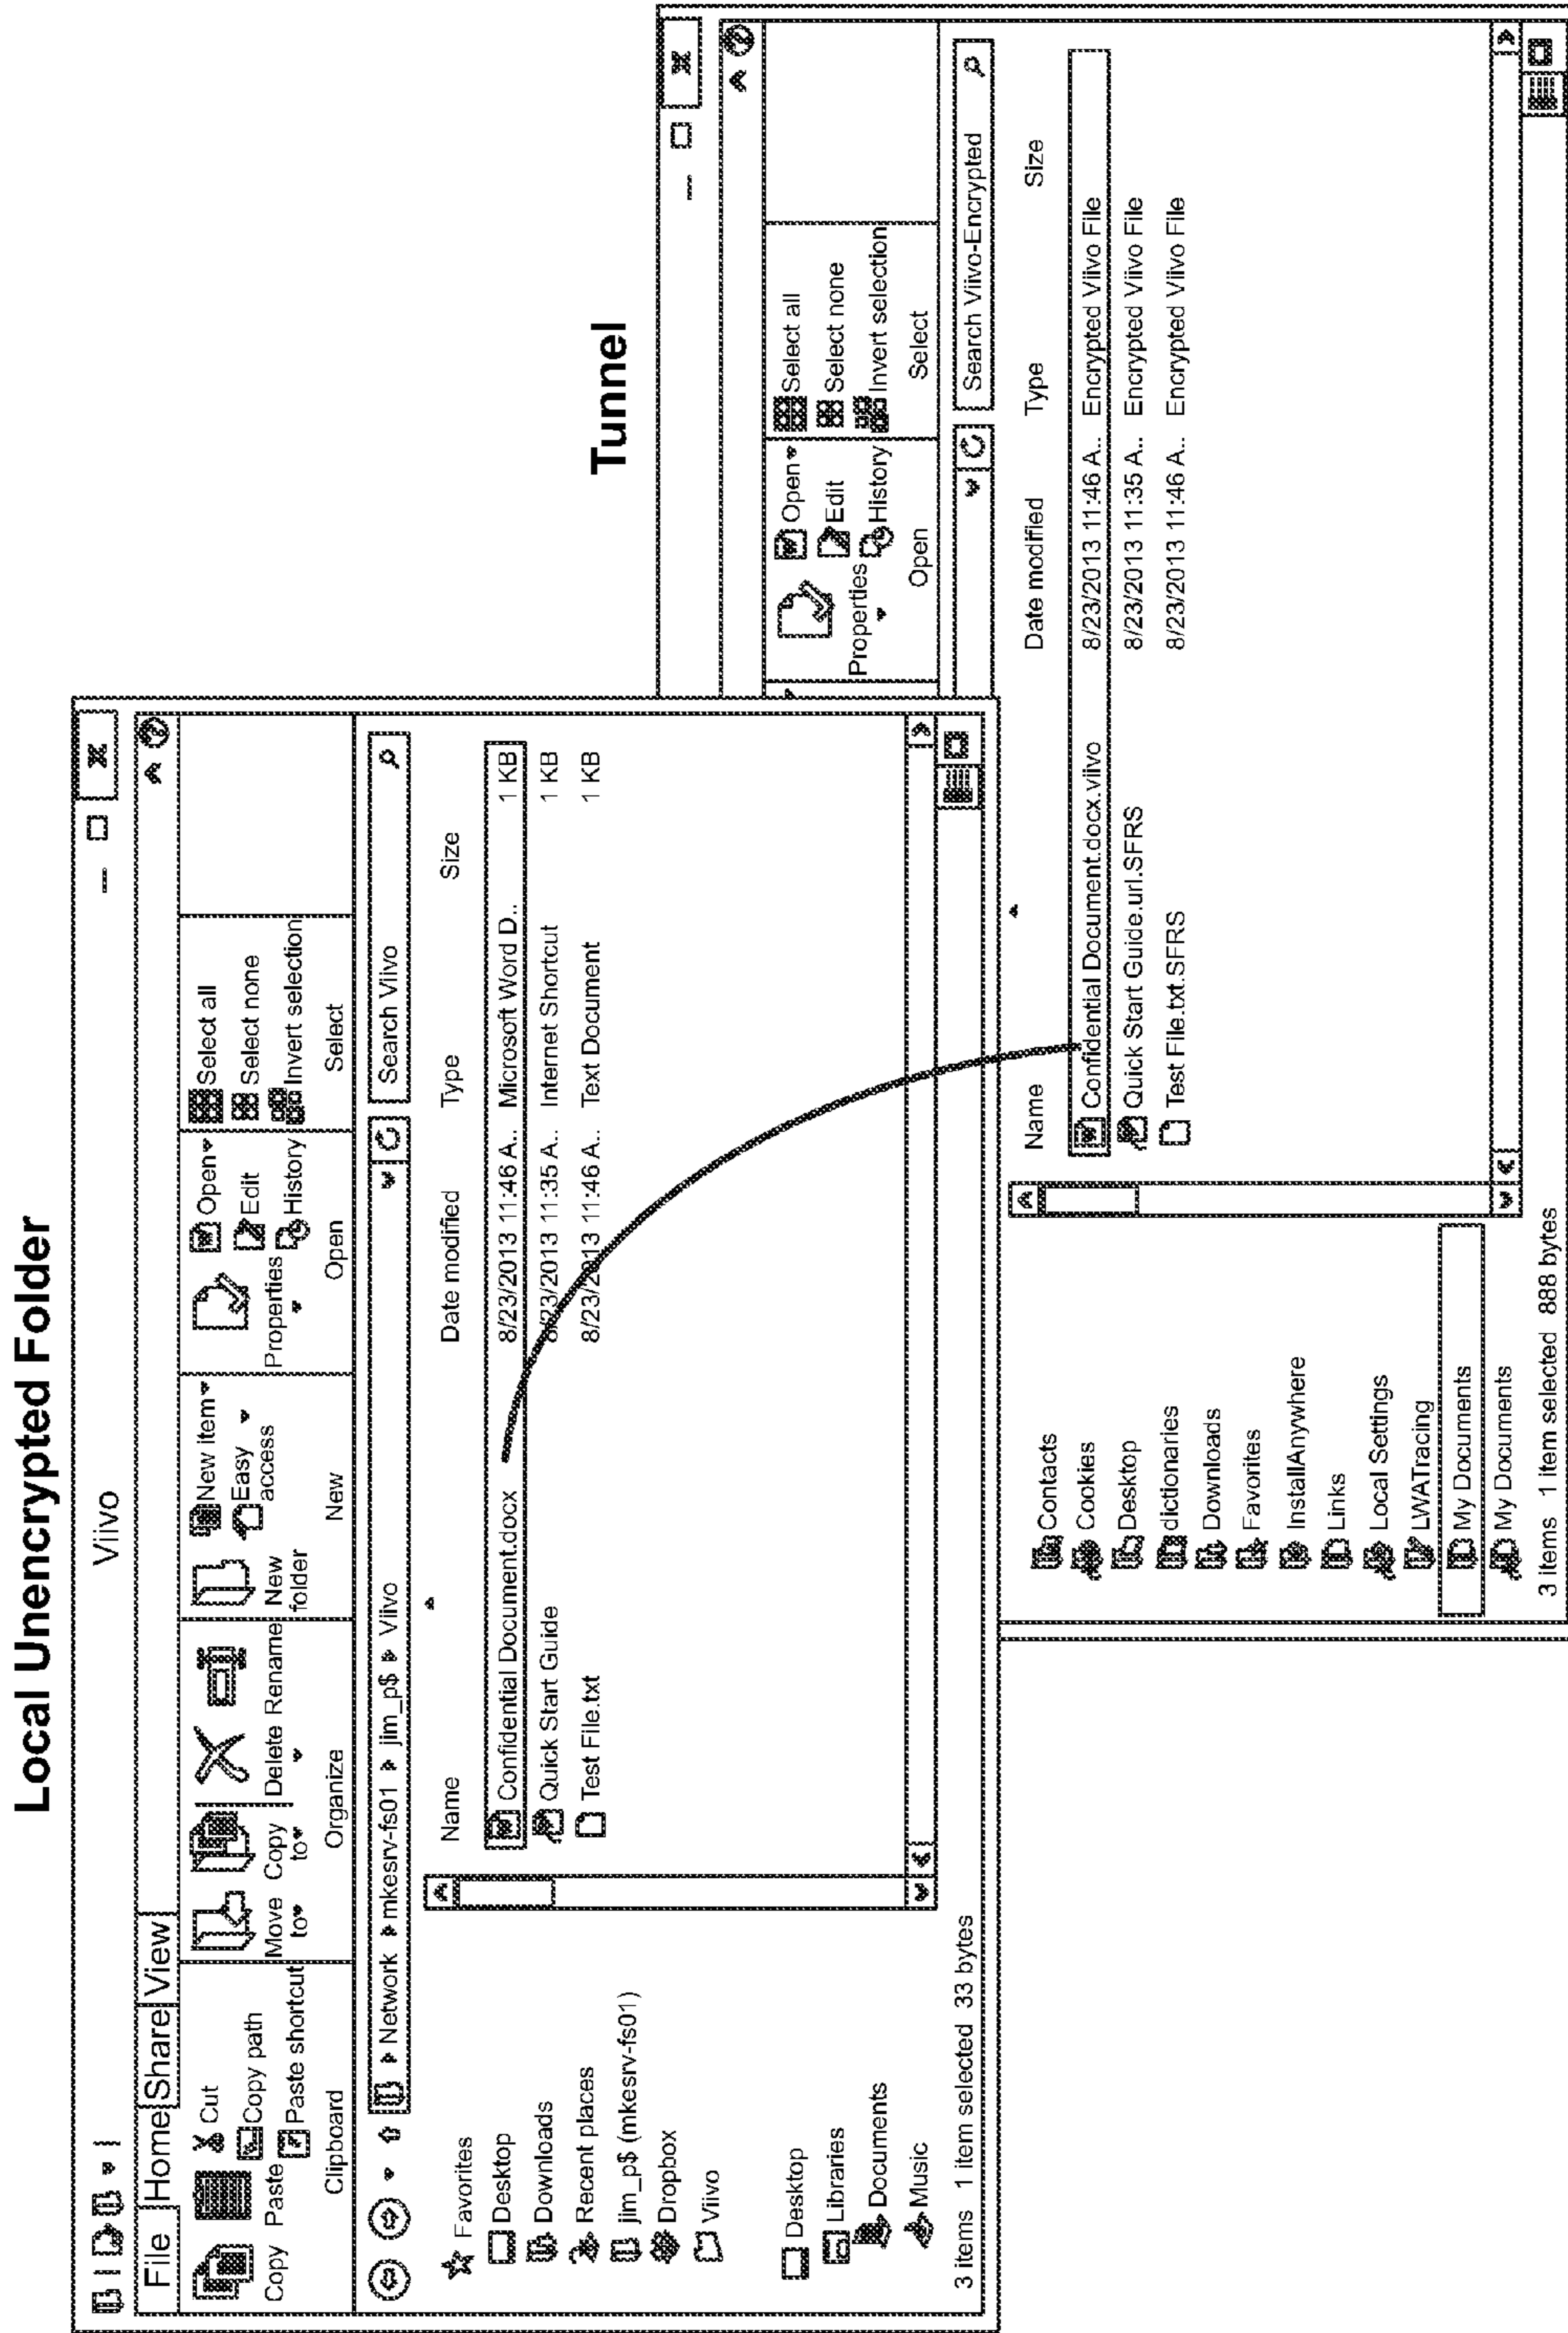 Local Unencrypted Folder
Viivo
File Home Share View
Copy Paste Cut
Copy path
Paste shortcut
Clipboard
Move to Copy to Delete Rename
Organize
New folder New item
Easy access
New
Properties Open
Edit
History
Open
Select all
Select none
Invert selection
Select
Network mkesrv-fs01 jim_p$ Viivo
Search Viivo
Favorites
Desktop
Downloads
Recent places
jim_p$ (mkesrv-fs01)
Dropbox
Viivo
Desktop
Libraries
Documents
Music
Name Date modified Type Size
Confidential Document.docx 8/23/2013 11:46 A.. Microsoft Word D.. 1 KB
Quick Start Guide 8/23/2013 11:35 A.. Internet Shortcut 1 KB
Test File.txt 8/23/2013 11:46 A.. Text Document 1 KB
3 items 1 item selected 33 bytes
Tunnel
Properties Open
Edit
History
Open
Select all
Select none
Invert selection
Select
Search Viivo-Encrypted
Name Date modified Type Size
Confidential Document.docx.viivo 8/23/2013 11:46 A.. Encrypted Viivo File
Quick Start Guide.url.SFRS 8/23/2013 11:35 A.. Encrypted Viivo File
Test File.txt.SFRS 8/23/2013 11:46 A.. Encrypted Viivo File
Contacts
Cookies
Desktop
dictionaries
Downloads
Favorites
InstallAnywhere
Links
Local Settings
LWATracing
My Documents
My Documents
3 items 1 item selected 888 bytes